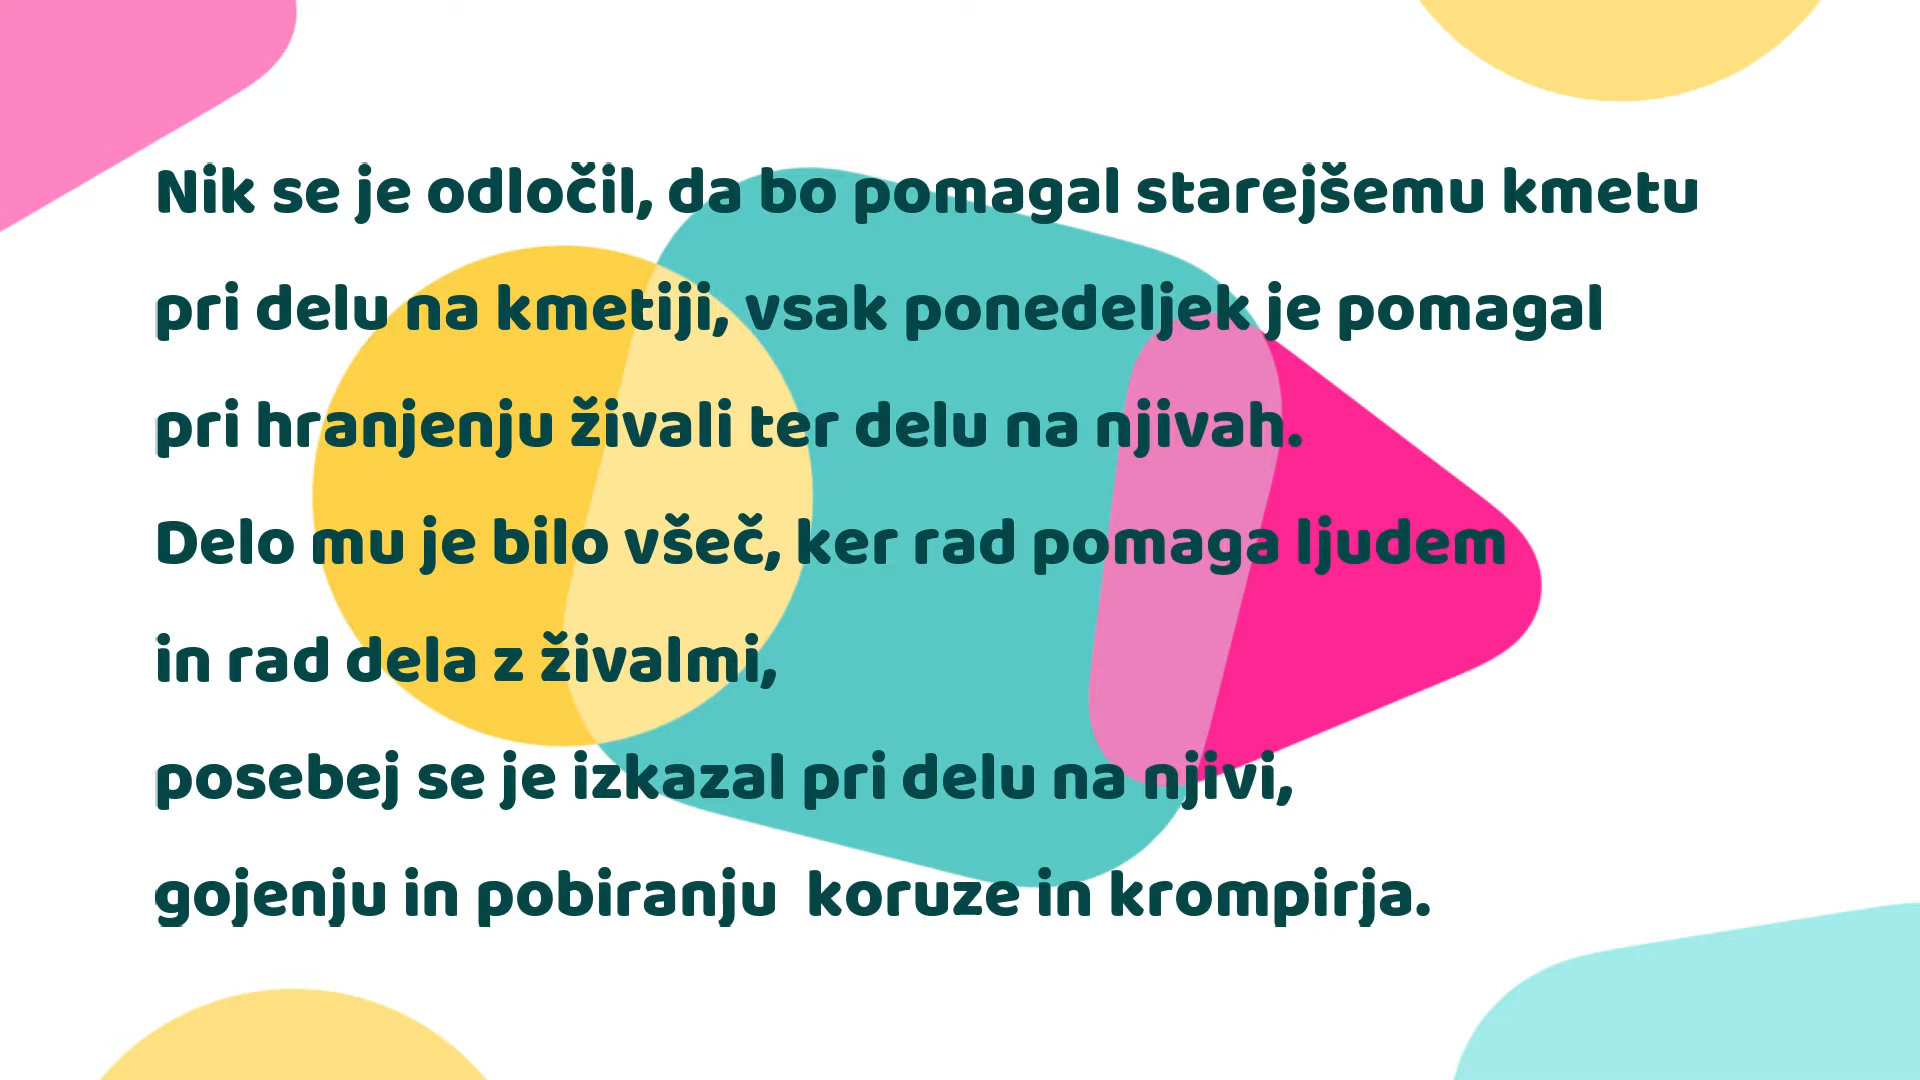 Nik se je odločil, da bo pomagal starejšemu kmetu
pri delu na kmetiji, vsak ponedeljek je pomagal
pri hranjenju živali ter delu na njivah.
Delo mu je bilo všeč, ker rad pomaga ljudem
in rad dela z živalmi,
posebej se je izkazal pri delu na njivi,
gojenju in pobiranju  koruze in krompirja.